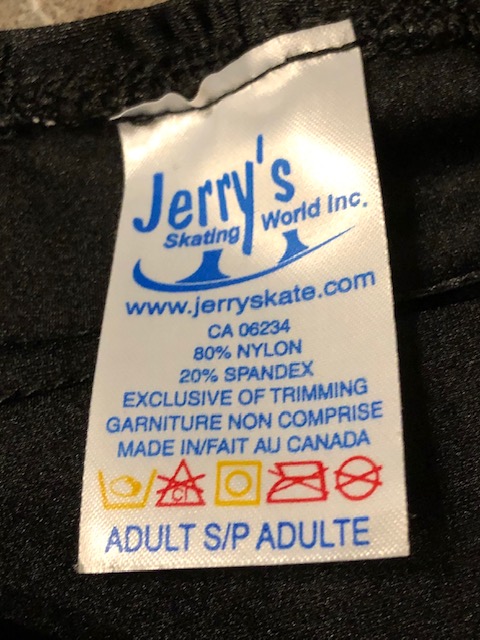 Jerry's
Skating World Inc.
www.jerryskate.com
CA 06234
80% NYLON
20% SPANDEX
EXCLUSIVE OF TRIMMING
GARNITURE NON COMPRISE
MADE IN/FAIT AU CANADA
Cl
ADULT S/P ADULTE